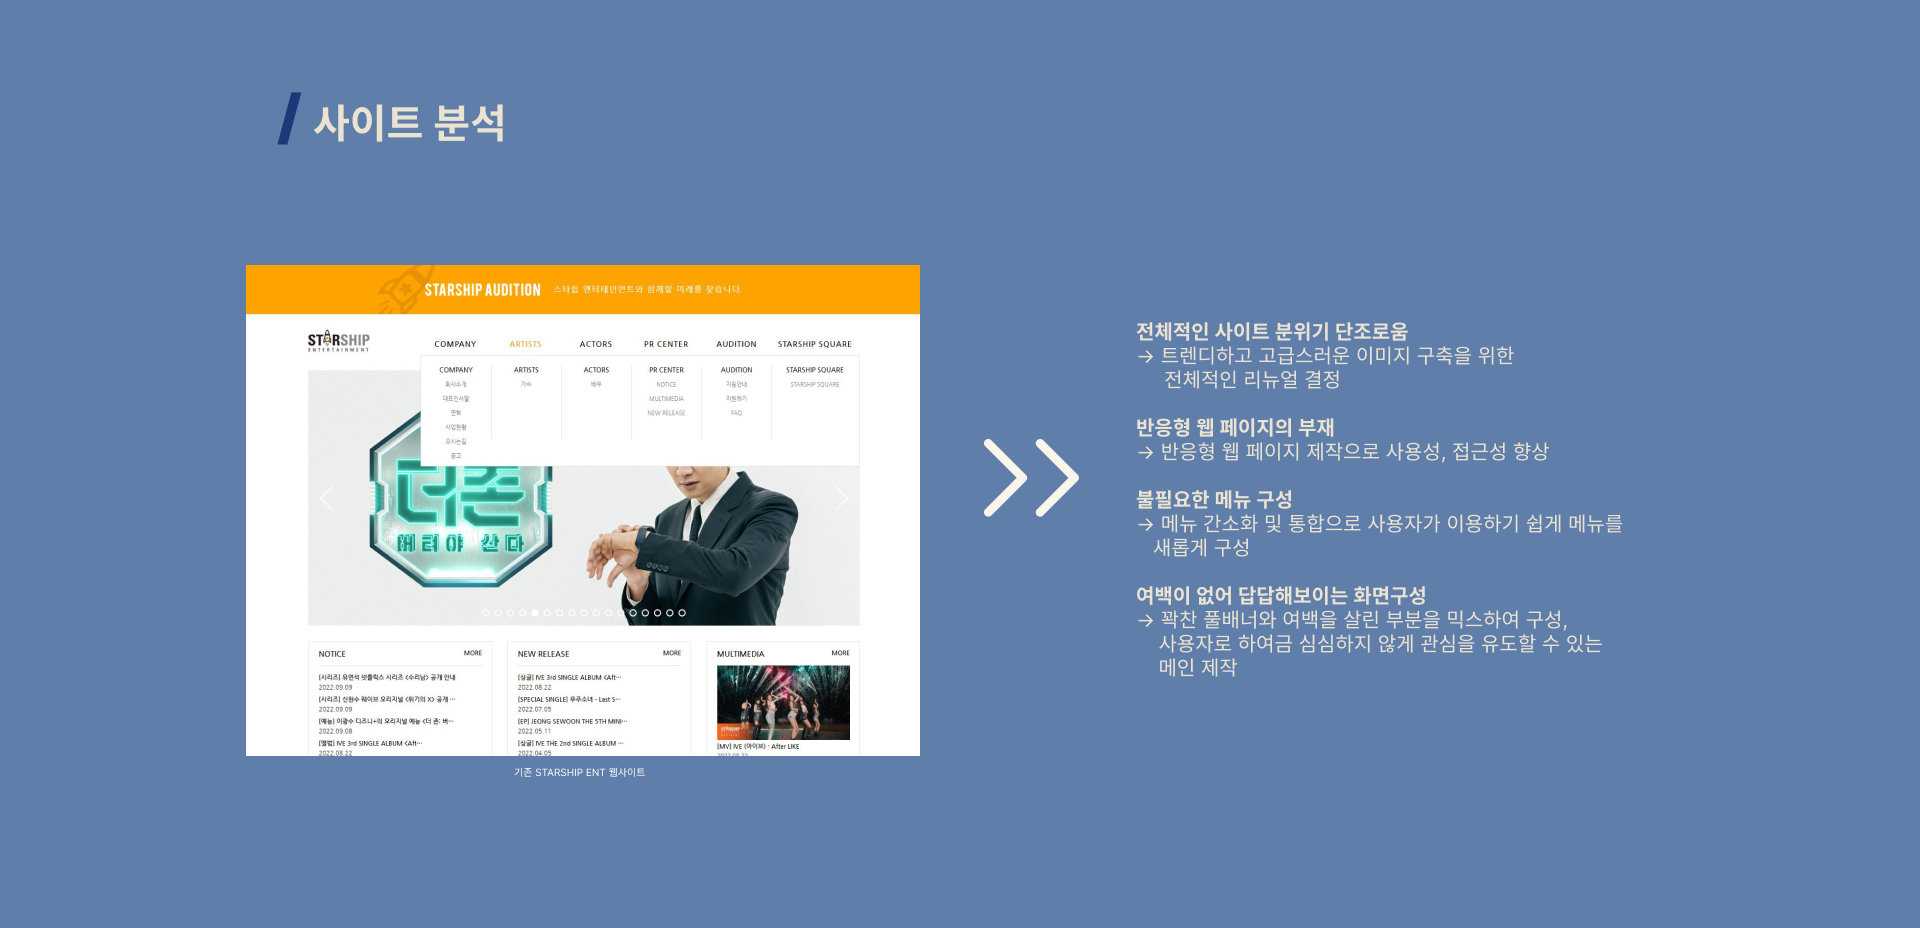 사이트 분석
STARSHIP AUDITION 스타쉽 엔터테인먼트와 함께할 미래를 찾습니다.
STARSHIP
ENTERTAINMENT
COMPANY ARTISTS ACTORS PR CENTER AUDITION STARSHIP SQUARE
COMPANY ARTISTS ACTORS PR CENTER AUDITION STARSHIP SQUARE
회사소개 가수 배우 NOTICE 지원안내 STARSHIP SQUARE
대표인사말 MULTIMEDIA 지원하기
연혁 NEW RELEASE FAQ
사업현황
오시는길
공고
더존
버텨야 산다
NOTICE MORE
[시리즈] 유연석 넷플릭스 시리즈 <수리남> 공개 안내
2022.09.09
[시리즈] 신현수 웨이브 오리지널 <위기의 X> 공개 ...
2022.09.09
[예능] 이광수 디즈니+의 오리지널 예능 <더 존: 버...
2022.09.08
[앨범] IVE 3rd SINGLE ALBUM <Aft...
2022.08.22
NEW RELEASE MORE
[싱글] IVE 3rd SINGLE ALBUM <Aft...
2022.08.22
[SPECIAL SINGLE] 우주소녀 - Last S...
2022.07.05
[EP] JEONG SEWOON THE 5TH MINI...
2022.05.11
[싱글] IVE THE 2nd SINGLE ALBUM ...
2022.04.05
MULTIMEDIA MORE
STARSHIP
[MV] IVE (아이브) - After LIKE
2022.08.22
기존 STARSHIP ENT 웹사이트
전체적인 사이트 분위기 단조로움
→ 트렌디하고 고급스러운 이미지 구축을 위한
전체적인 리뉴얼 결정
반응형 웹 페이지의 부재
→ 반응형 웹 페이지 제작으로 사용성, 접근성 향상
불필요한 메뉴 구성
→ 메뉴 간소화 및 통합으로 사용자가 이용하기 쉽게 메뉴를
새롭게 구성
여백이 없어 답답해보이는 화면구성
→ 꽉찬 풀배너와 여백을 살린 부분을 믹스하여 구성,
사용자로 하여금 심심하지 않게 관심을 유도할 수 있는
메인 제작